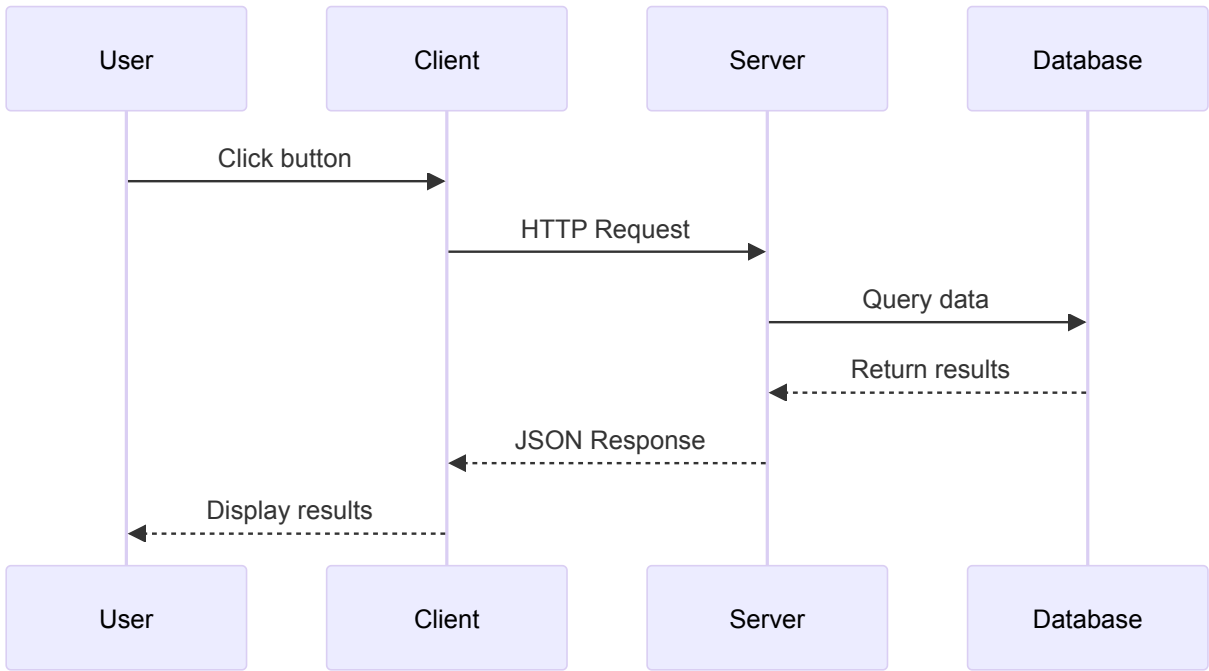 User
Client
Server
Database
Click button
HTTP Request
Query data
Return results
JSON Response
Display results
User
Client
Server
Database